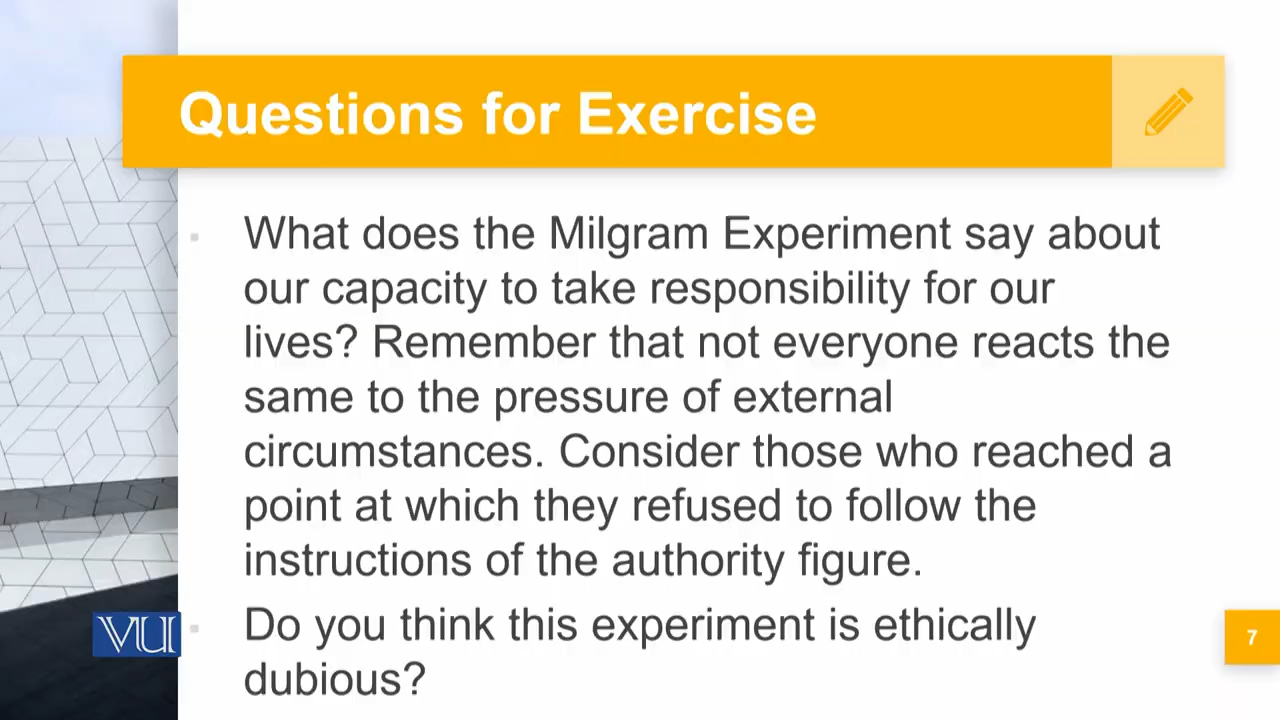 Questions for Exercise
What does the Milgram Experiment say about
our capacity to take responsibility for our
lives? Remember that not everyone reacts the
same to the pressure of external
circumstances. Consider those who reached a
point at which they refused to follow the
instructions of the authority figure.
VU
Do you think this experiment is ethically
dubious?
7